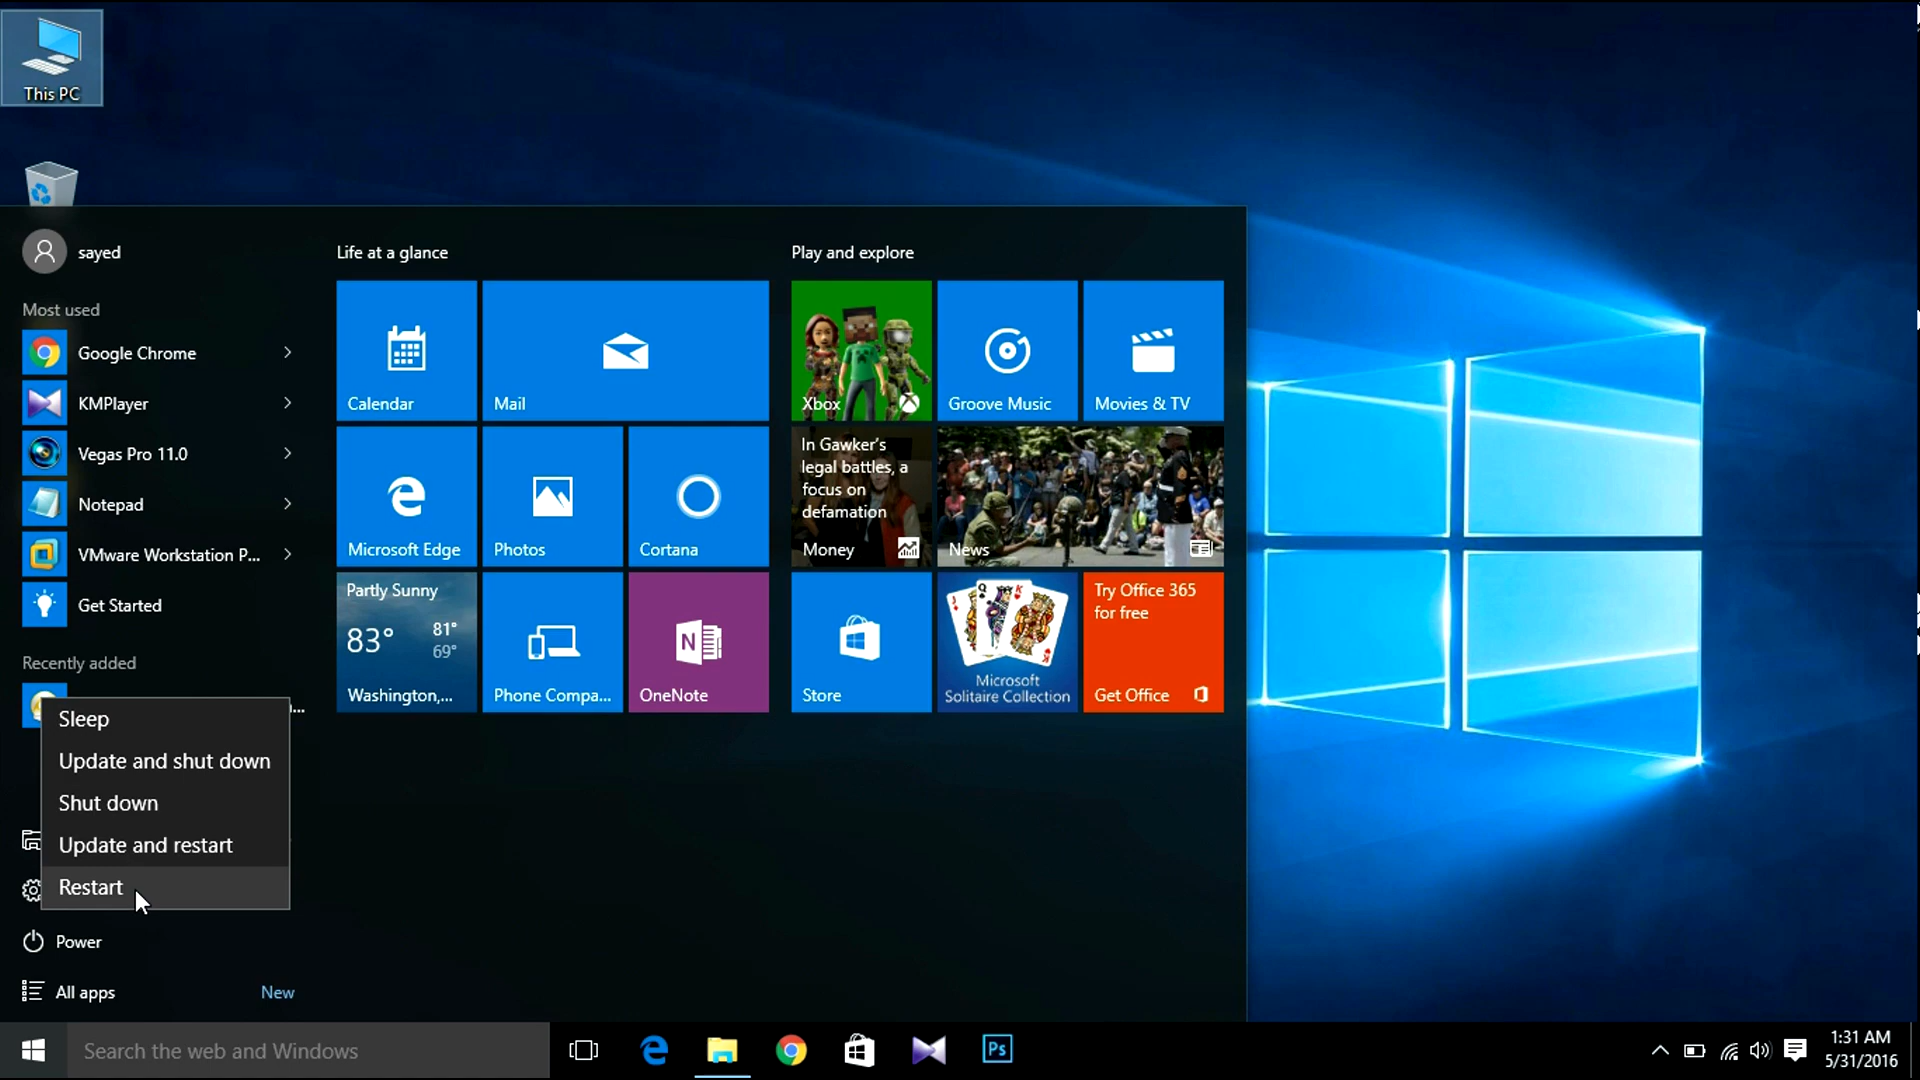 This PC
sayed
Most used
Google Chrome
KMPlayer
Vegas Pro 11.0
Notepad
VMware Workstation P...
Get Started
Recently added
...
Sleep
Update and shut down
Shut down
Update and restart
Restart
Power
All apps
New
Life at a glance
Calendar
Mail
Microsoft Edge
Photos
Cortana
Partly Sunny
83°
81°
69°
Washington,...
Phone Compa...
N
OneNote
Play and explore
Xbox
Groove Music
Movies & TV
In Gawker's
legal battles, a
focus on
defamation
Money
News
Store
J
Q
K
K
Microsoft
Solitaire Collection
Try Office 365
for free
Get Office
Search the web and Windows
Ps
1:31 AM
5/31/2016